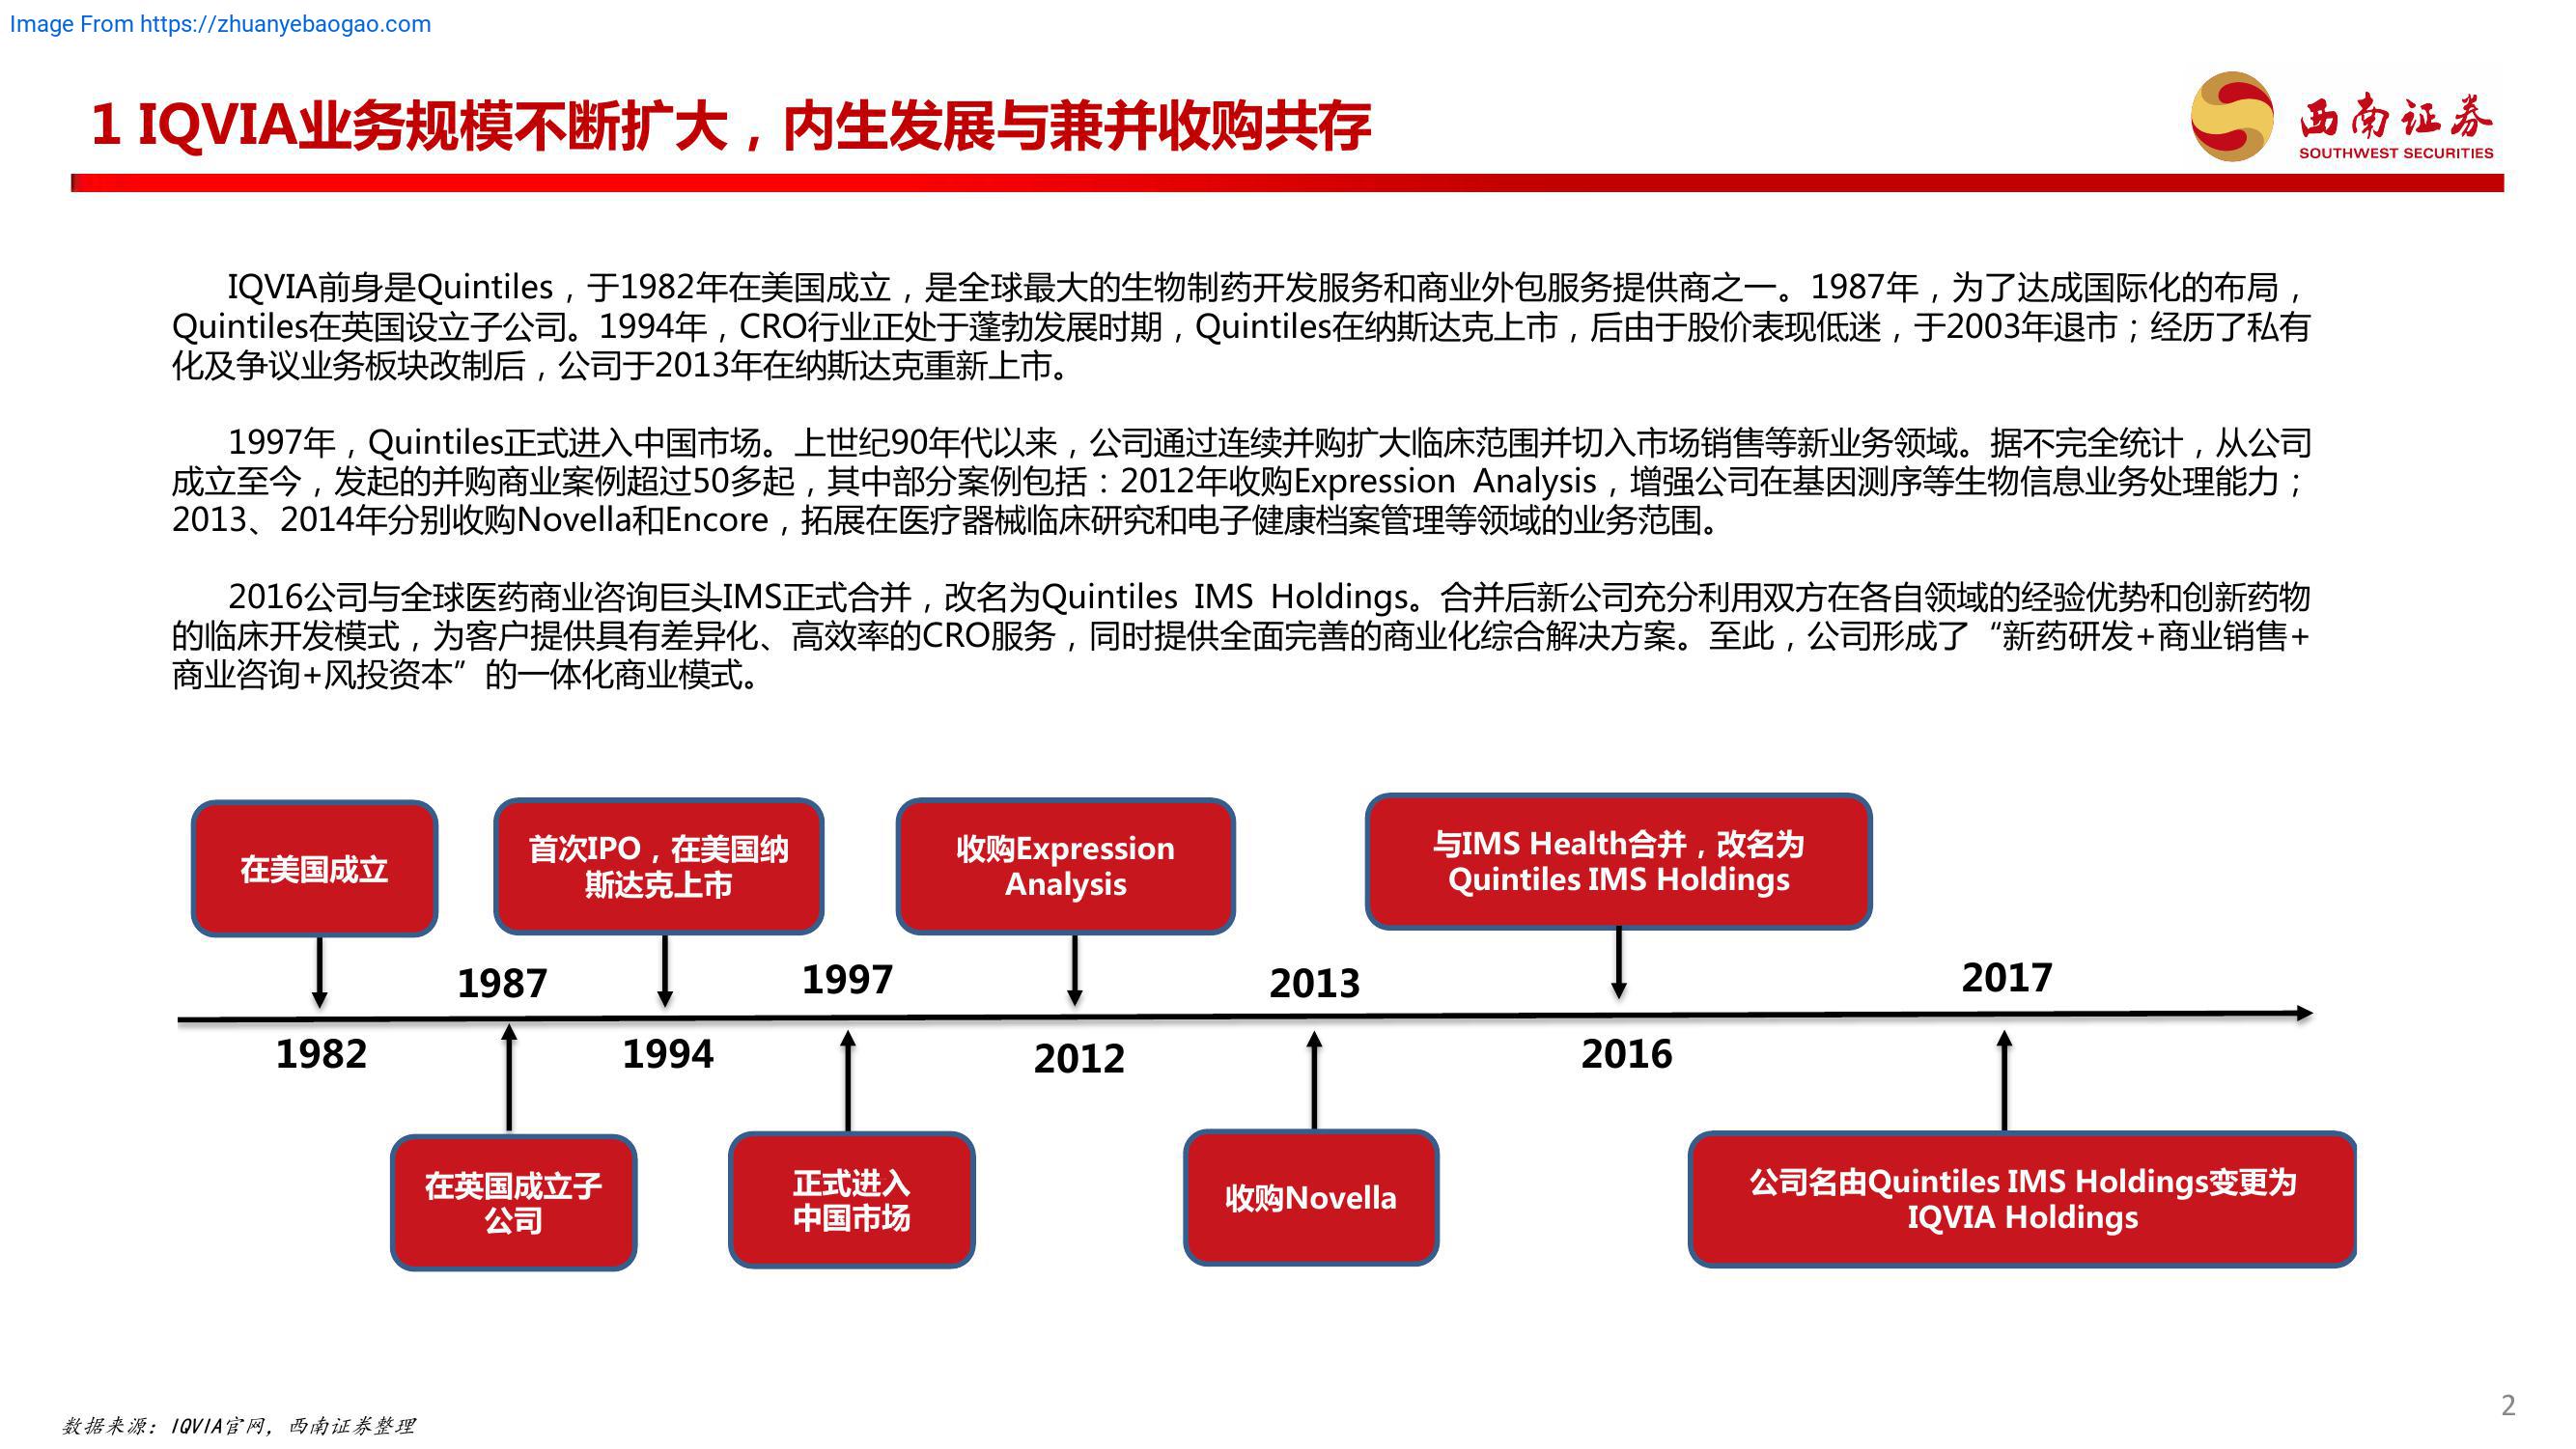 Image From https://zhuanyebaogao.com
1 IQVIA业务规模不断扩大，内生发展与兼并收购共存
西南证券
SOUTHWEST SECURITIES
IQVIA前身是Quintiles，于1982年在美国成立，是全球最大的生物制药开发服务和商业外包服务提供商之一。1987年，为了达成国际化的布局，
Quintiles在英国设立子公司。1994年，CRO行业正处于蓬勃发展时期，Quintiles在纳斯达克上市，后由于股价表现低迷，于2003年退市；经历了私有
化及争议业务板块改制后，公司于2013年在纳斯达克重新上市。
1997年，Quintiles正式进入中国市场。上世纪90年代以来，公司通过连续并购扩大临床范围并切入市场销售等新业务领域。据不完全统计，从公司
成立至今，发起的并购商业案例超过50多起，其中部分案例包括：2012年收购Expression Analysis，增强公司在基因测序等生物信息业务处理能力；
2013、2014年分别收购Novella和Encore，拓展在医疗器械临床研究和电子健康档案管理等领域的业务范围。
2016公司与全球医药商业咨询巨头IMS正式合并，改名为Quintiles IMS Holdings。合并后新公司充分利用双方在各自领域的经验优势和创新药物
的临床开发模式，为客户提供具有差异化、高效率的CRO服务，同时提供全面完善的商业化综合解决方案。至此，公司形成了“新药研发+商业销售+
商业咨询+风投资本”的一体化商业模式。
在美国成立
首次IPO，在美国纳
斯达克上市
收购Expression
Analysis
与IMS Health合并，改名为
Quintiles IMS Holdings
1987
1997
2013
2017
1982
1994
2012
2016
在英国成立子
公司
正式进入
中国市场
收购Novella
公司名由Quintiles IMS Holdings变更为
IQVIA Holdings
数据来源：IQVIA官网，西南证券整理
2